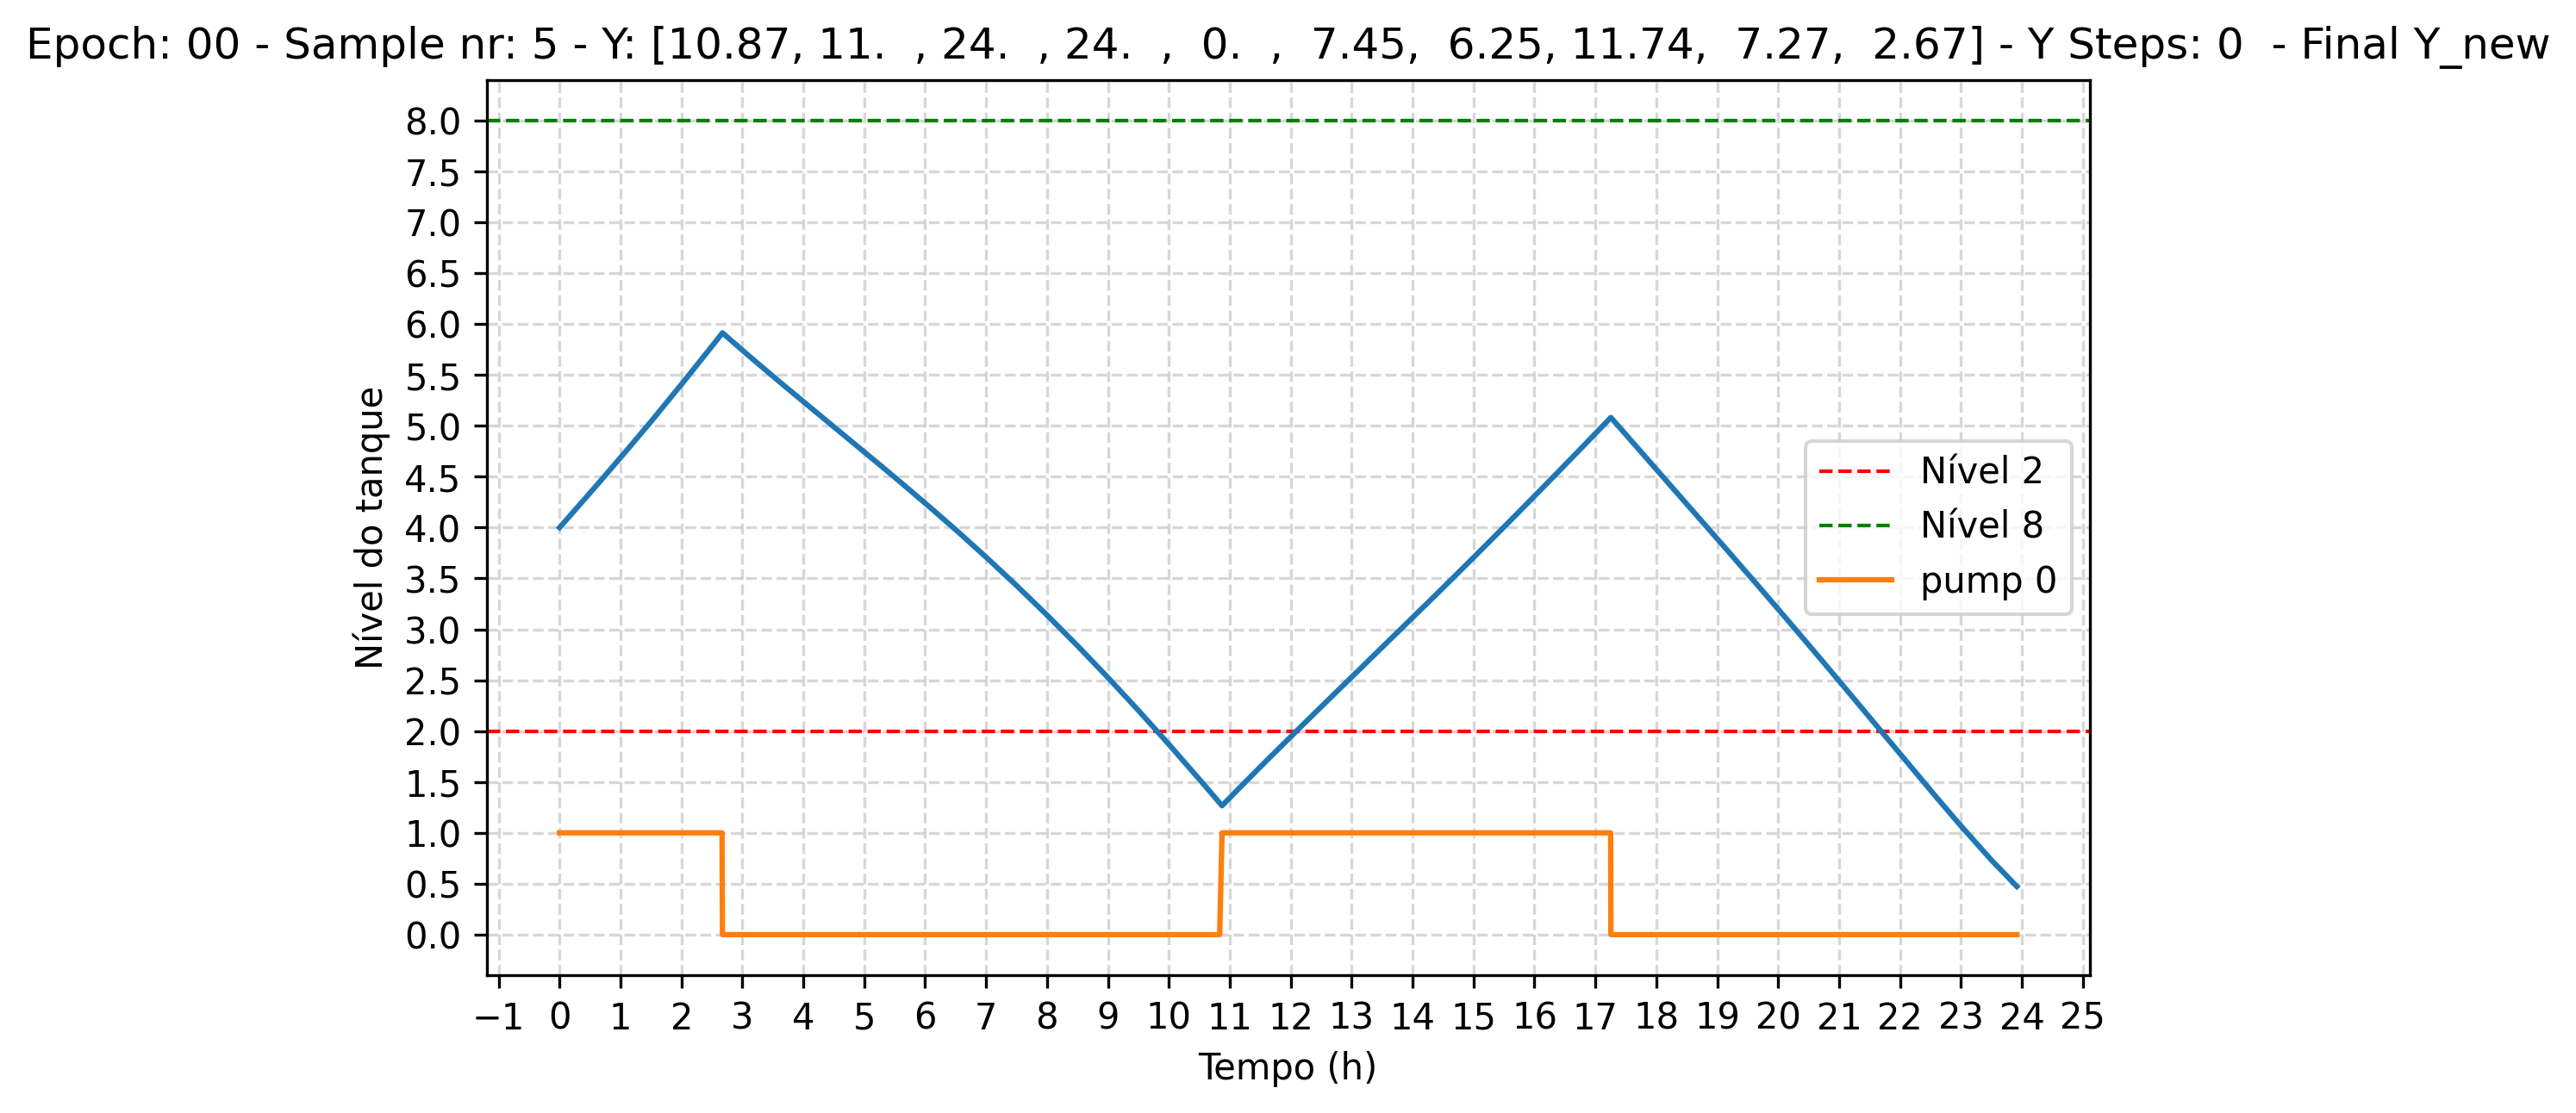 Epoch: 00 - Sample nr: 5 - Y: [10.87, 11.  , 24.  , 24.  ,  0.  ,  7.45,  6.25, 11.74,  7.27,  2.67] - Y Steps: 0  - Final Y_new
8.0
7.5
7.0
6.5
6.0
5.5
5.0
4.5
4.0
3.5
3.0
2.5
2.0
1.5
1.0
0.5
0.0
Nível do tanque
Nível 2
Nível 8
pump 0
−1 0 1 2 3 4 5 6 7 8 9 10 11 12 13 14 15 16 17 18 19 20 21 22 23 24 25
Tempo (h)